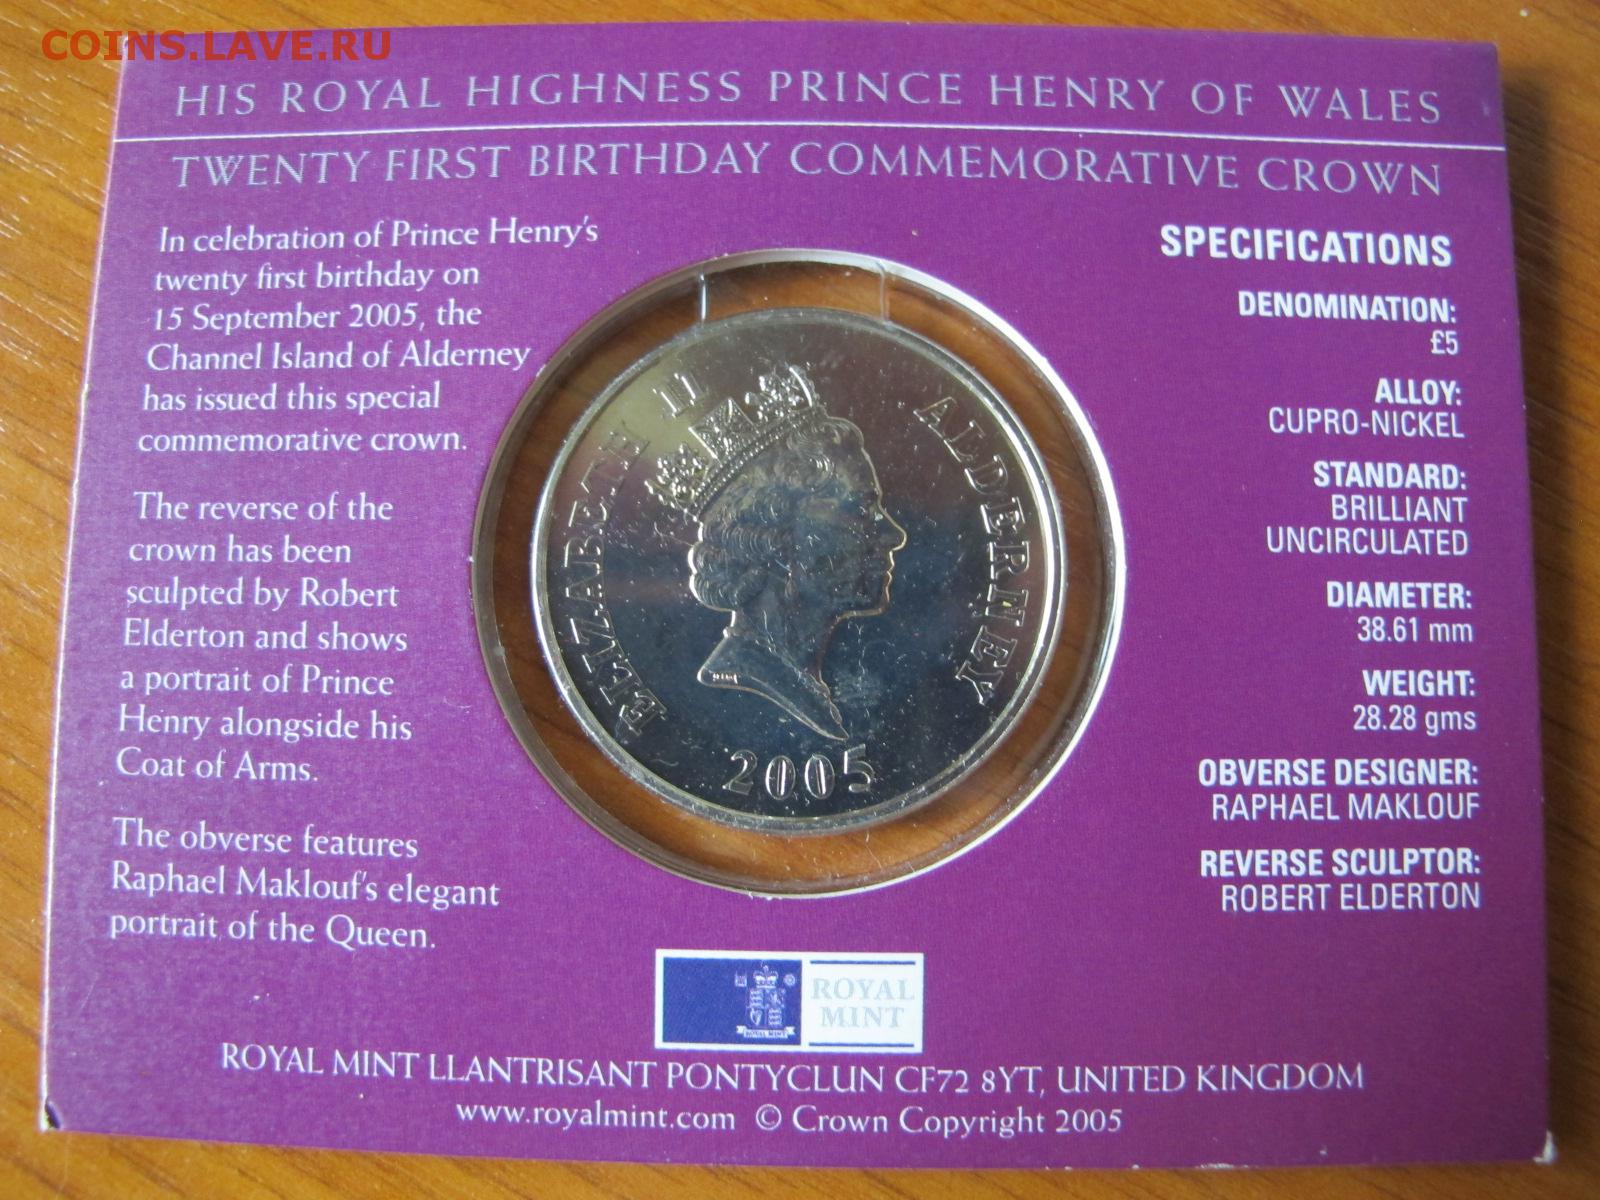 COINS.LAVE.RU
HIS ROYAL HIGHNESS PRINCE HENRY OF WALES
TWENTY FIRST BIRTHDAY COMMEMORATIVE CROWN
In celebration of Prince Henry's
twenty first birthday on
15 September 2005, the
Channel Island of Alderney
has issued this special
commemorative crown.
The reverse of the
crown has been
sculpted by Robert
Elderton and shows
a portrait of Prince
Henry alongside his
Coat of Arms.
The obverse features
Raphael Maklouf's elegant
portrait of the Queen.
ELIZABETH II
ALDERNEY
2005
SPECIFICATIONS
DENOMINATION:
£5
ALLOY:
CUPRO-NICKEL
STANDARD:
BRILLIANT
UNCIRCULATED
DIAMETER:
38.61 mm
WEIGHT:
28.28 gms
OBVERSE DESIGNER:
RAPHAEL MAKLOUF
REVERSE SCULPTOR:
ROBERT ELDERTON
ROYAL MINT
ROYAL
MINT
ROYAL MINT LLANTRISANT PONTYCLUN CF72 8YT, UNITED KINGDOM
www.royalmint.com © Crown Copyright 2005